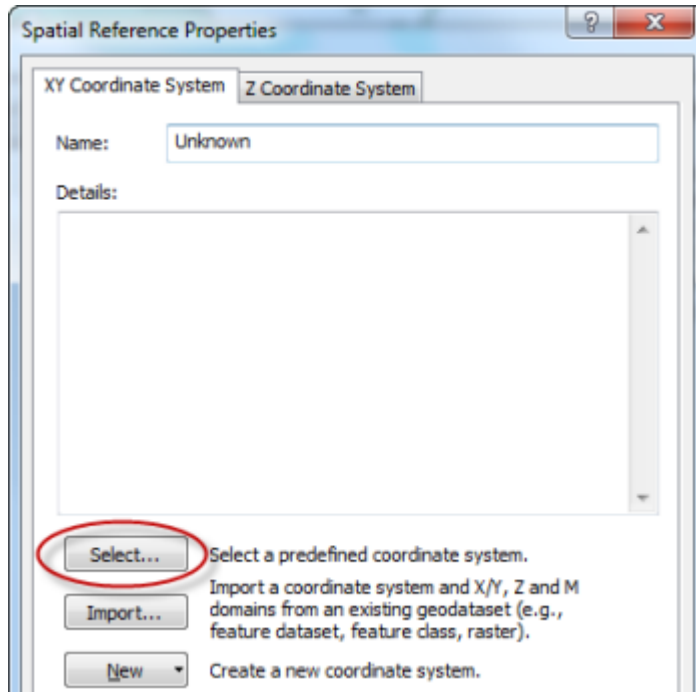 Spatial Reference Properties
?
XY Coordinate System
Z Coordinate System
Name:
Unknown
Details:
Select...
Select a predefined coordinate system.
Import...
Import a coordinate system and X/Y, Z and M
domains from an existing geodataset (e.g.,
feature dataset, feature class, raster).
New
Create a new coordinate system.